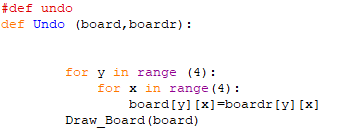 #def undo
def Undo (board,boardr):
for y in range (4):
for x in range(4):
board[y][x]=boardr[y][x]
Draw_Board(board)